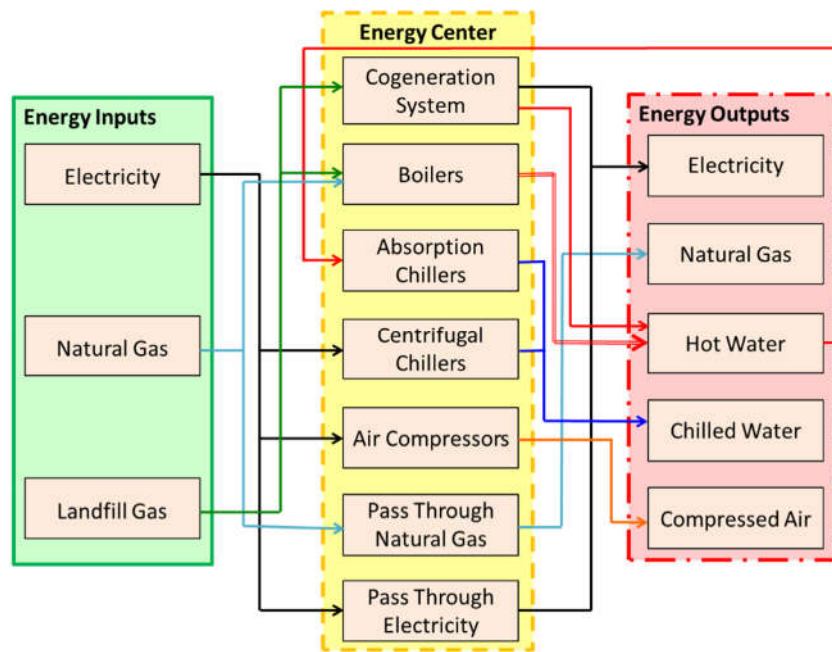 Energy Inputs
Electricity
Natural Gas
Landfill Gas
Energy Center
Cogeneration
System
Boilers
Absorption
Chillers
Centrifugal
Chillers
Air Compressors
Pass Through
Natural Gas
Pass Through
Electricity
Energy Outputs
Electricity
Natural Gas
Hot Water
Chilled Water
Compressed Air